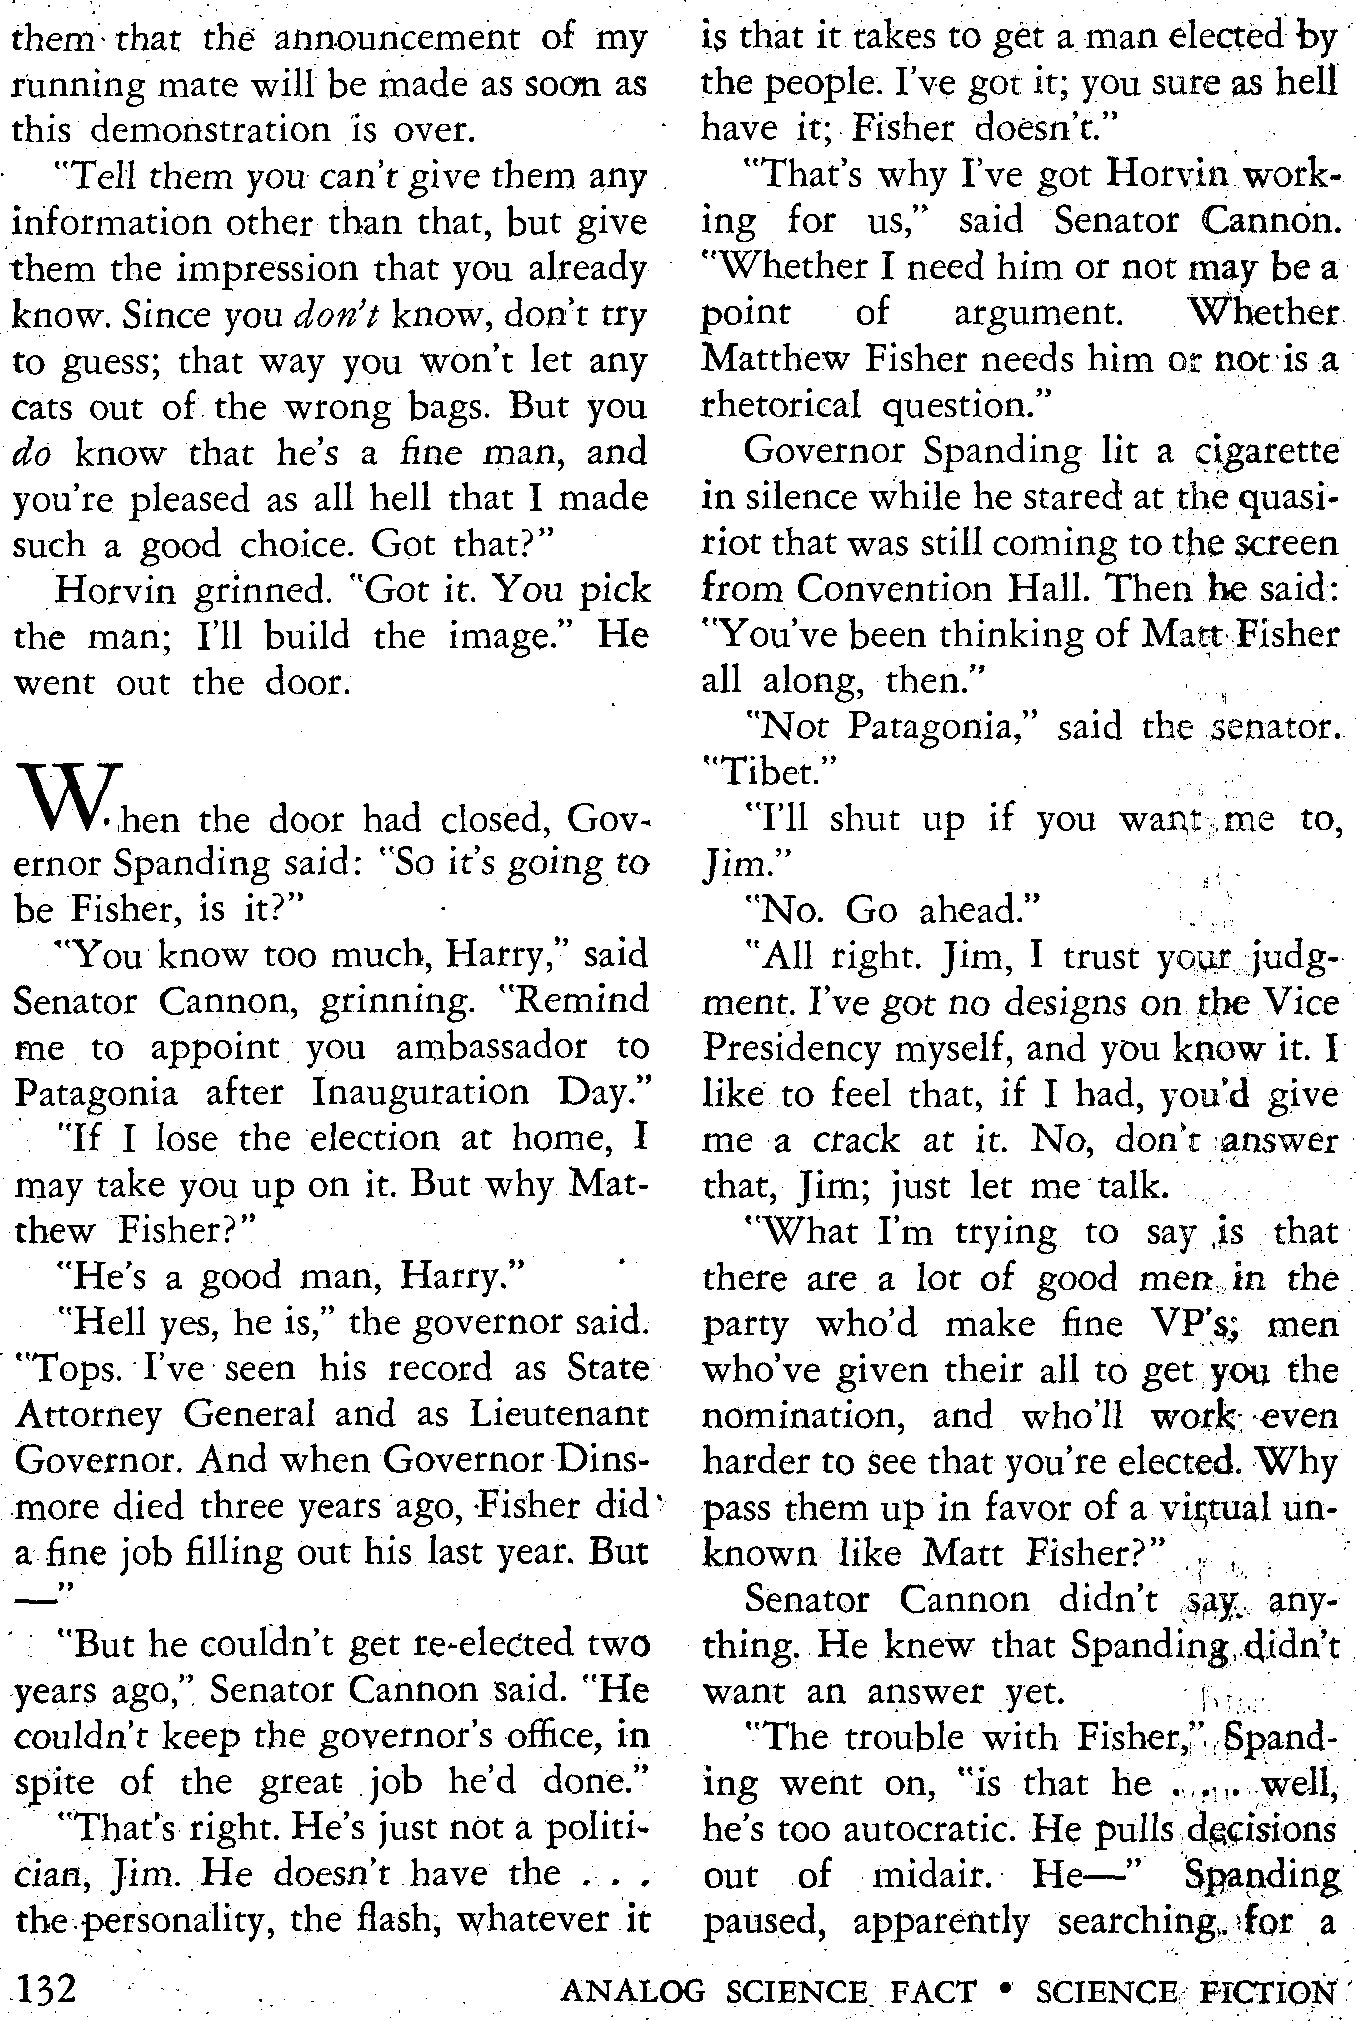 them that the announcement of my
running mate will be made as soon as
this demonstration is over.
"Tell them you can't give them any
information other than that, but give
them the impression that you already
know. Since you don't know, don't try
to guess; that way you won't let any
cats out of the wrong bags. But you
do know that he's a fine man, and
you're pleased as all hell that I made
such a good choice. Got that?"
Horvin grinned. "Got it. You pick
the man; I'll build the image." He
went out the door.
When the door had closed, Gov-
ernor Spanding said: "So it's going to
be Fisher, is it?"
"You know too much, Harry," said
Senator Cannon, grinning. "Remind
me to appoint you ambassador to
Patagonia after Inauguration Day."
"If I lose the election at home, I
may take you up on it. But why Mat-
thew Fisher?"
"He's a good man, Harry."
"Hell yes, he is," the governor said.
"Tops. I've seen his record as State
Attorney General and as Lieutenant
Governor. And when Governor Dins-
more died three years ago, Fisher did
a fine job filling out his last year. But
—"
"But he couldn't get re-elected two
years ago," Senator Cannon said. "He
couldn't keep the governor's office, in
spite of the great job he'd done."
"That's right. He's just not a politi-
cian, Jim. He doesn't have the . . .
the personality, the flash, whatever it
is that it takes to get a man elected by
the people. I've got it; you sure as hell
have it; Fisher doesn't."
"That's why I've got Horvin work-
ing for us," said Senator Cannon.
"Whether I need him or not may be a
point of argument. Whether
Matthew Fisher needs him or not is a
rhetorical question."
Governor Spanding lit a cigarette
in silence while he stared at the quasi-
riot that was still coming to the screen
from Convention Hall. Then he said:
"You've been thinking of Matt Fisher
all along, then."
"Not Patagonia," said the senator.
"Tibet."
"I'll shut up if you want me to,
Jim."
"No. Go ahead."
"All right. Jim, I trust your judg-
ment. I've got no designs on the Vice
Presidency myself, and you know it. I
like to feel that, if I had, you'd give
me a crack at it. No, don't answer
that, Jim; just let me talk.
"What I'm trying to say is that
there are a lot of good men in the
party who'd make fine VP's; men
who've given their all to get you the
nomination, and who'll work even
harder to see that you're elected. Why
pass them up in favor of a virtual un-
known like Matt Fisher?"
Senator Cannon didn't say any-
thing. He knew that Spanding didn't
want an answer yet.
"The trouble with Fisher," Spand-
ing went on, "is that he . . . well,
he's too autocratic. He pulls decisions
out of midair. He—" Spanding
paused, apparently searching for a
132
ANALOG SCIENCE FACT • SCIENCE FICTION